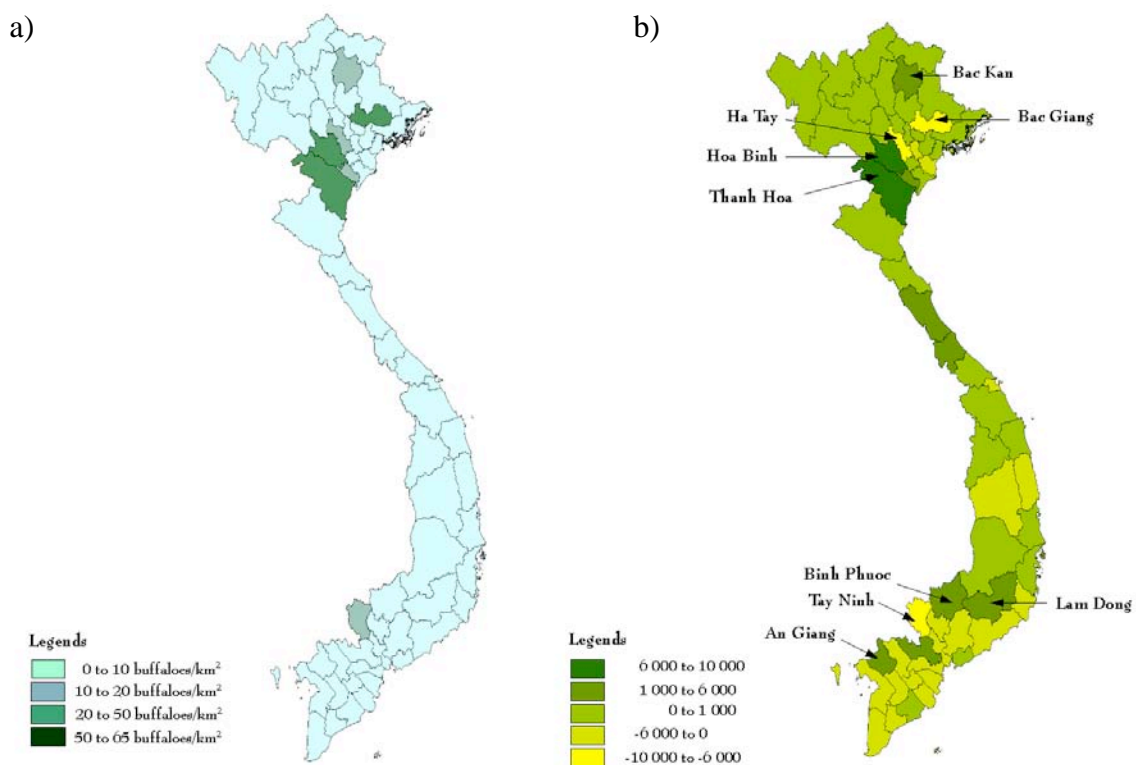 a)
Legends
0 to 10 buffaloes/km²
10 to 20 buffaloes/km²
20 to 50 buffaloes/km²
50 to 65 buffaloes/km²
b)
Bac Kan
Ha Tay
Bac Giang
Hoa Binh
Thanh Hoa
Binh Phuoc
Tay Ninh
Lam Dong
An Giang
Legends
6 000 to 10 000
1 000 to 6 000
0 to 1 000
-6 000 to 0
-10 000 to -6 000